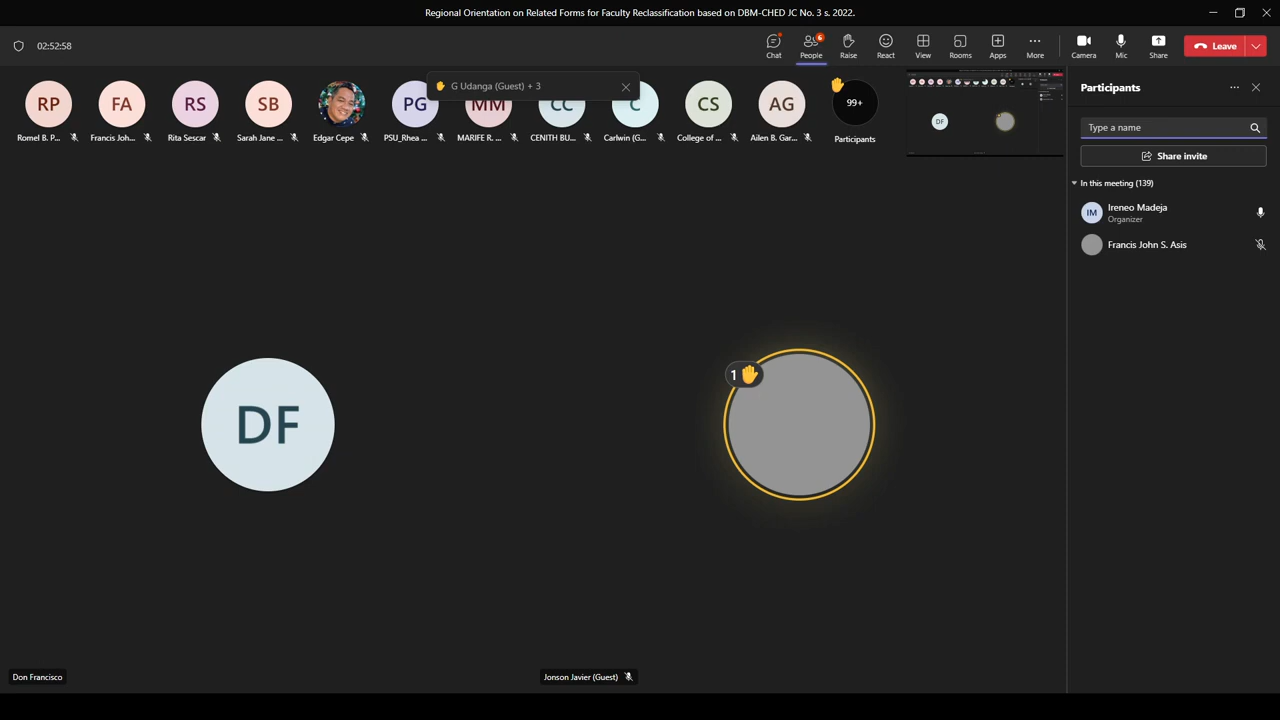 Regional Orientation on Related Forms for Faculty Reclassification based on DBM-CHED JC No. 3 s. 2022.
02:52:58
Chat
6
People
Raise
React
View
Rooms
Apps
More
Camera
Mic
Share
Leave
G Udanga (Guest) + 3
RP
FA
RS
SB
PG
MM
CC
C
CS
AG
99+
Romel B. P...
Francis Joh...
Rita Sescar
Sarah Jane ...
Edgar Cepe
PSU_Rhea ...
MARIFE R. ...
CENITH BU...
Carlwin (G...
College of ...
Ailen B. Gar...
Participants
DF
Participants
Type a name
Share invite
In this meeting (139)
IM
Ireneo Madeja
Organizer
Francis John S. Asis
DF
1
Don Francisco
Jonson Javier (Guest)